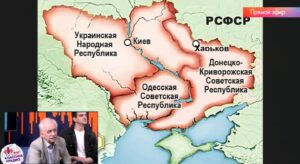 РСФСР
Прямой эфир
Украинская
Народная
Республика
Киев
Харьков
Донецко-
Криворожская
Советская
Республика
Одесская
Советская
Республика